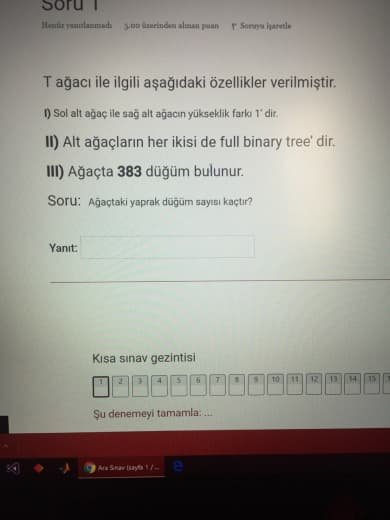 Soru 1
Henüz yanıtlanmadı 5,00 üzerinden alınan puan Soruyu işaretle
T ağacı ile ilgili aşağıdaki özellikler verilmiştir.
I) Sol alt ağaç ile sağ alt ağacın yükseklik farkı 1' dir.
II) Alt ağaçların her ikisi de full binary tree' dir.
III) Ağaçta 383 düğüm bulunur.
Soru: Ağaçtaki yaprak düğüm sayısı kaçtır?
Yanıt:
Kısa sınav gezintisi
1 2 3 4 5 6 7 8 9 10 11 12 13 14 15
Şu denemeyi tamamla: ...
Ara Sınav (sayfa 1 /...